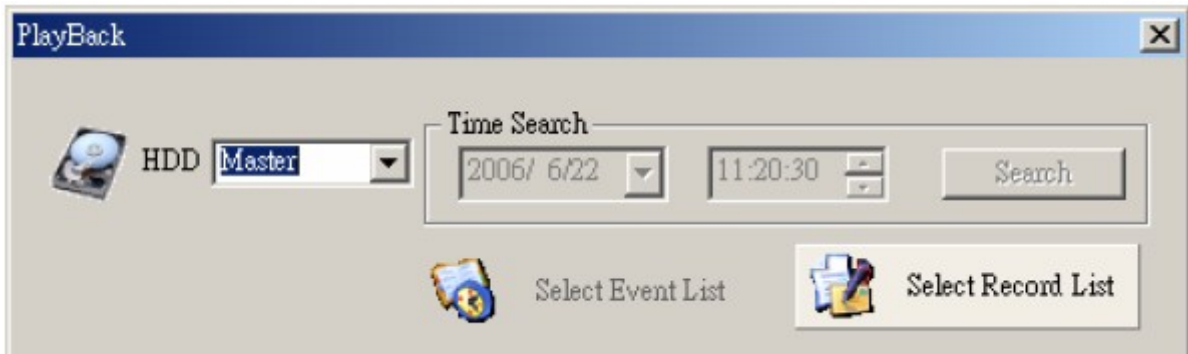 PlayBack
HDD Master
Time Search
2006/ 6/22 11:20:30 Search
Select Event List Select Record List